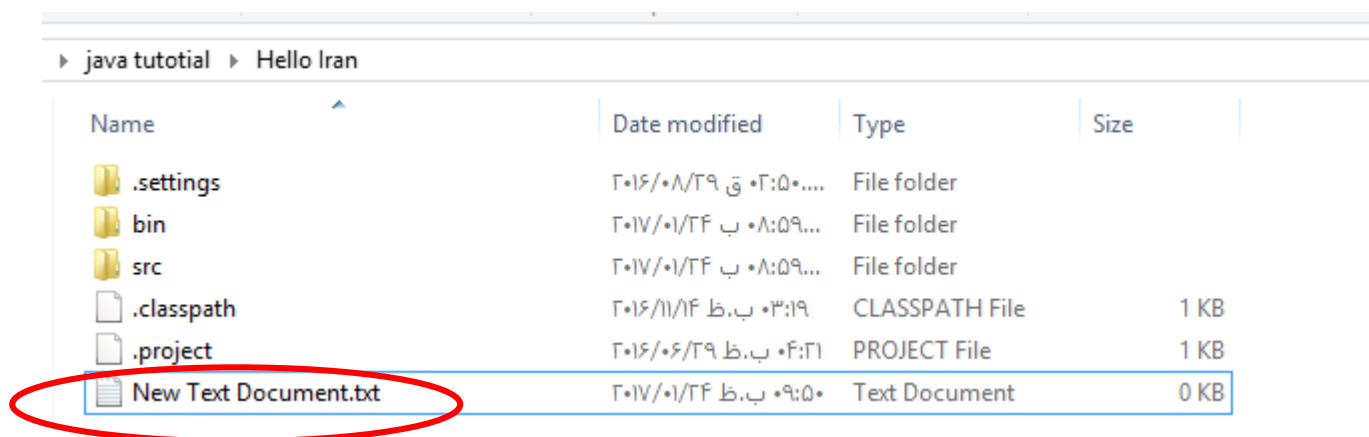 java tutotial Hello Iran
Name Date modified Type Size
.settings ۲۰۱۶/۰۸/۲۹ ق ۰۲:۵۰.... File folder
bin ۲۰۱۷/۰۱/۲۴ ب ۰۸:۵۹... File folder
src ۲۰۱۷/۰۱/۲۴ ب ۰۸:۵۹... File folder
.classpath ۲۰۱۶/۱۱/۱۴ ب.ظ ۰۳:۱۹ CLASSPATH File 1 KB
.project ۲۰۱۶/۰۶/۲۹ ب.ظ ۰۴:۲۱ PROJECT File 1 KB
New Text Document.txt ۲۰۱۷/۰۱/۲۴ ب.ظ ۰۹:۵۰ Text Document 0 KB